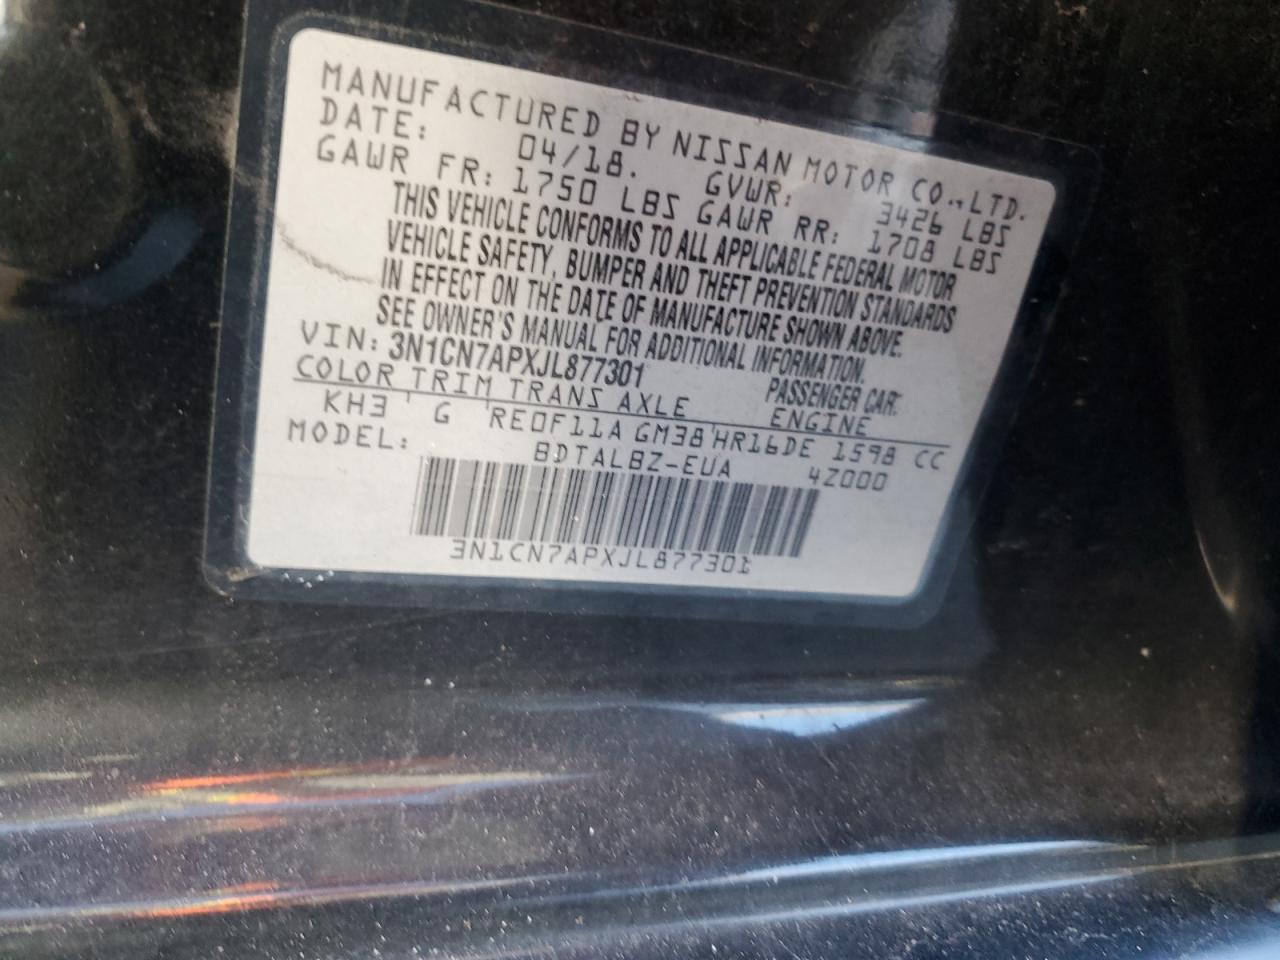 MANUFACTURED BY NISSAN MOTOR CO.,LTD.
DATE: 04/18. GVWR: 3426 LBS
GAWR FR: 1750 LBS GAWR RR: 1708 LBS
THIS VEHICLE CONFORMS TO ALL APPLICABLE FEDERAL MOTOR
VEHICLE SAFETY, BUMPER AND THEFT PREVENTION STANDARDS
IN EFFECT ON THE DATE OF MANUFACTURE SHOWN ABOVE.
SEE OWNER'S MANUAL FOR ADDITIONAL INFORMATION.
VIN: 3N1CN7APXJL877301 PASSENGER CAR
COLOR TRIM TRANS AXLE ENGINE
KH3 G RE0F11A GM38 HR16DE 1598 CC
MODEL: BDTALBZ-EUA 4Z000
3N1CN7APXJL877301